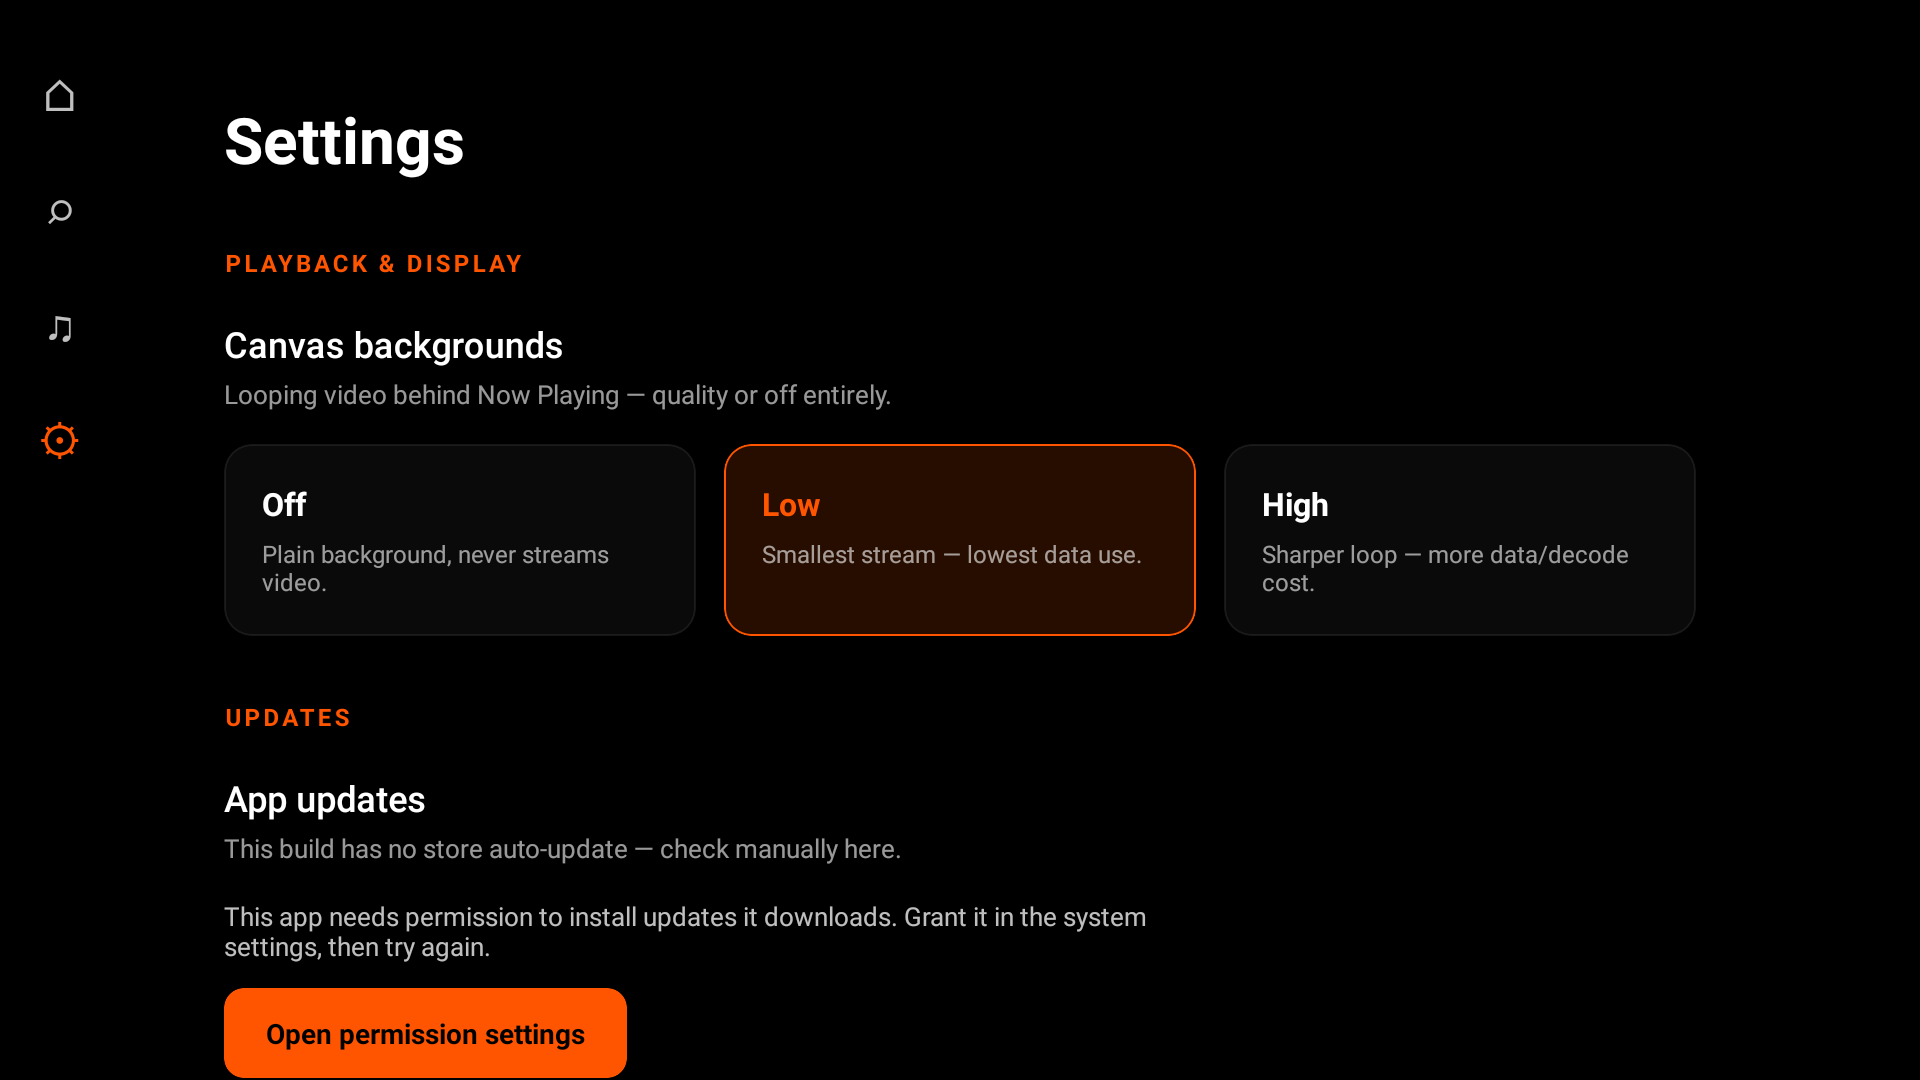 Settings
PLAYBACK & DISPLAY
Canvas backgrounds
Looping video behind Now Playing — quality or off entirely.
Off
Plain background, never streams
video.
Low
Smallest stream — lowest data use.
High
Sharper loop — more data/decode
cost.
UPDATES
App updates
This build has no store auto-update — check manually here.
This app needs permission to install updates it downloads. Grant it in the system
settings, then try again.
Open permission settings